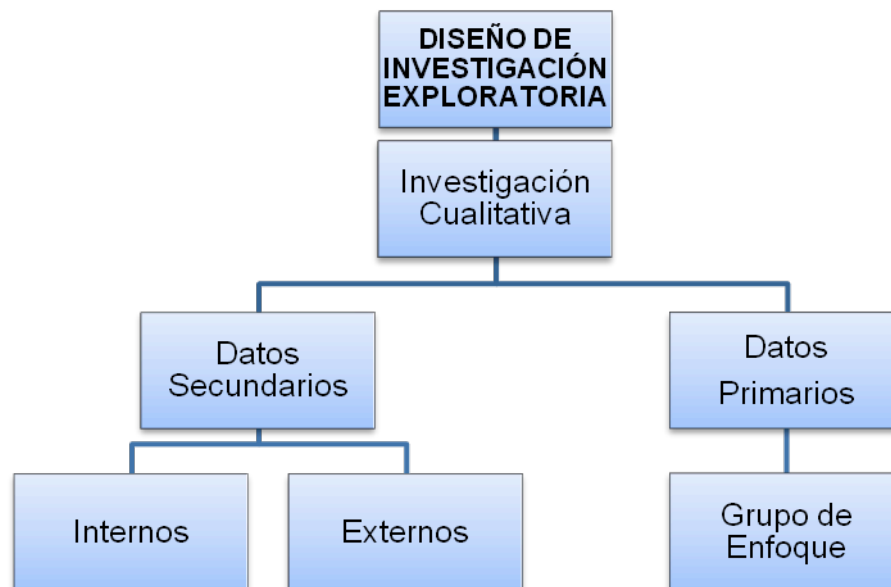 DISEÑO DE
INVESTIGACIÓN
EXPLORATORIA
Investigación
Cualitativa
Datos
Secundarios
Datos
Primarios
Internos
Externos
Grupo de
Enfoque